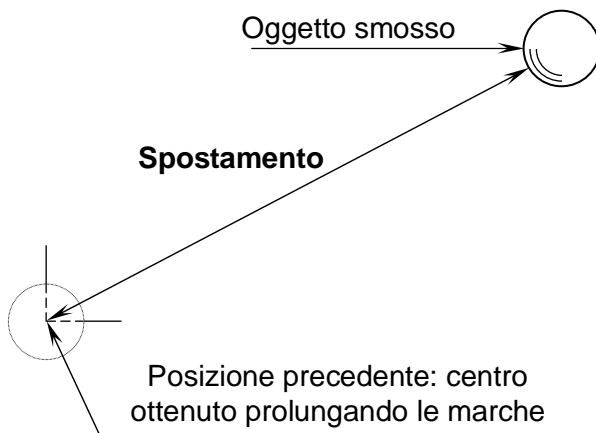 Oggetto smosso
Spostamento
Posizione precedente: centro
ottenuto prolungando le marche